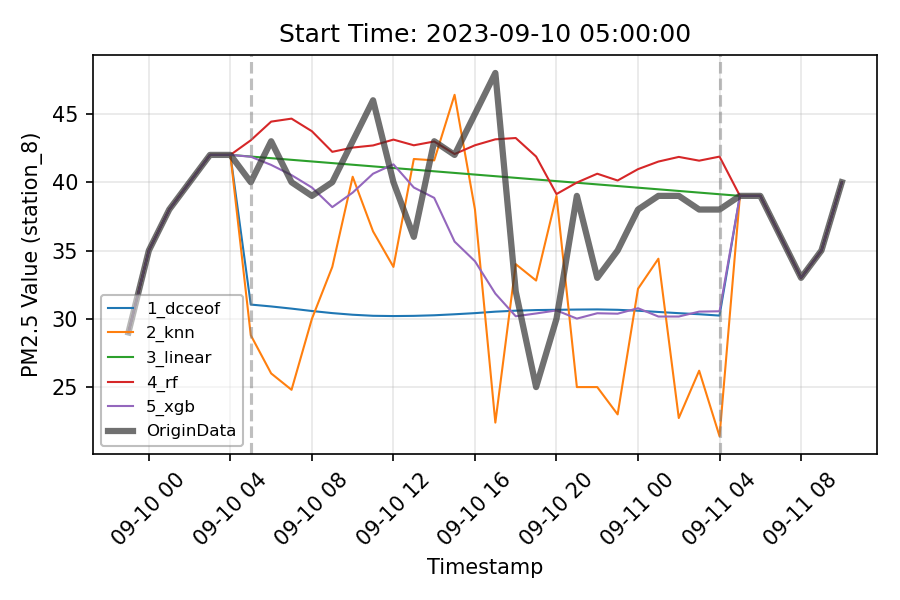 Start Time: 2023-09-10 05:00:00
PM2.5 Value (station_8)
45
40
35
30
25
1_dcceof
2_knn
3_linear
4_rf
5_xgb
OriginData
09-10 00
09-10 04
09-10 08
09-10 12
09-10 16
09-10 20
09-11 00
09-11 04
09-11 08
Timestamp